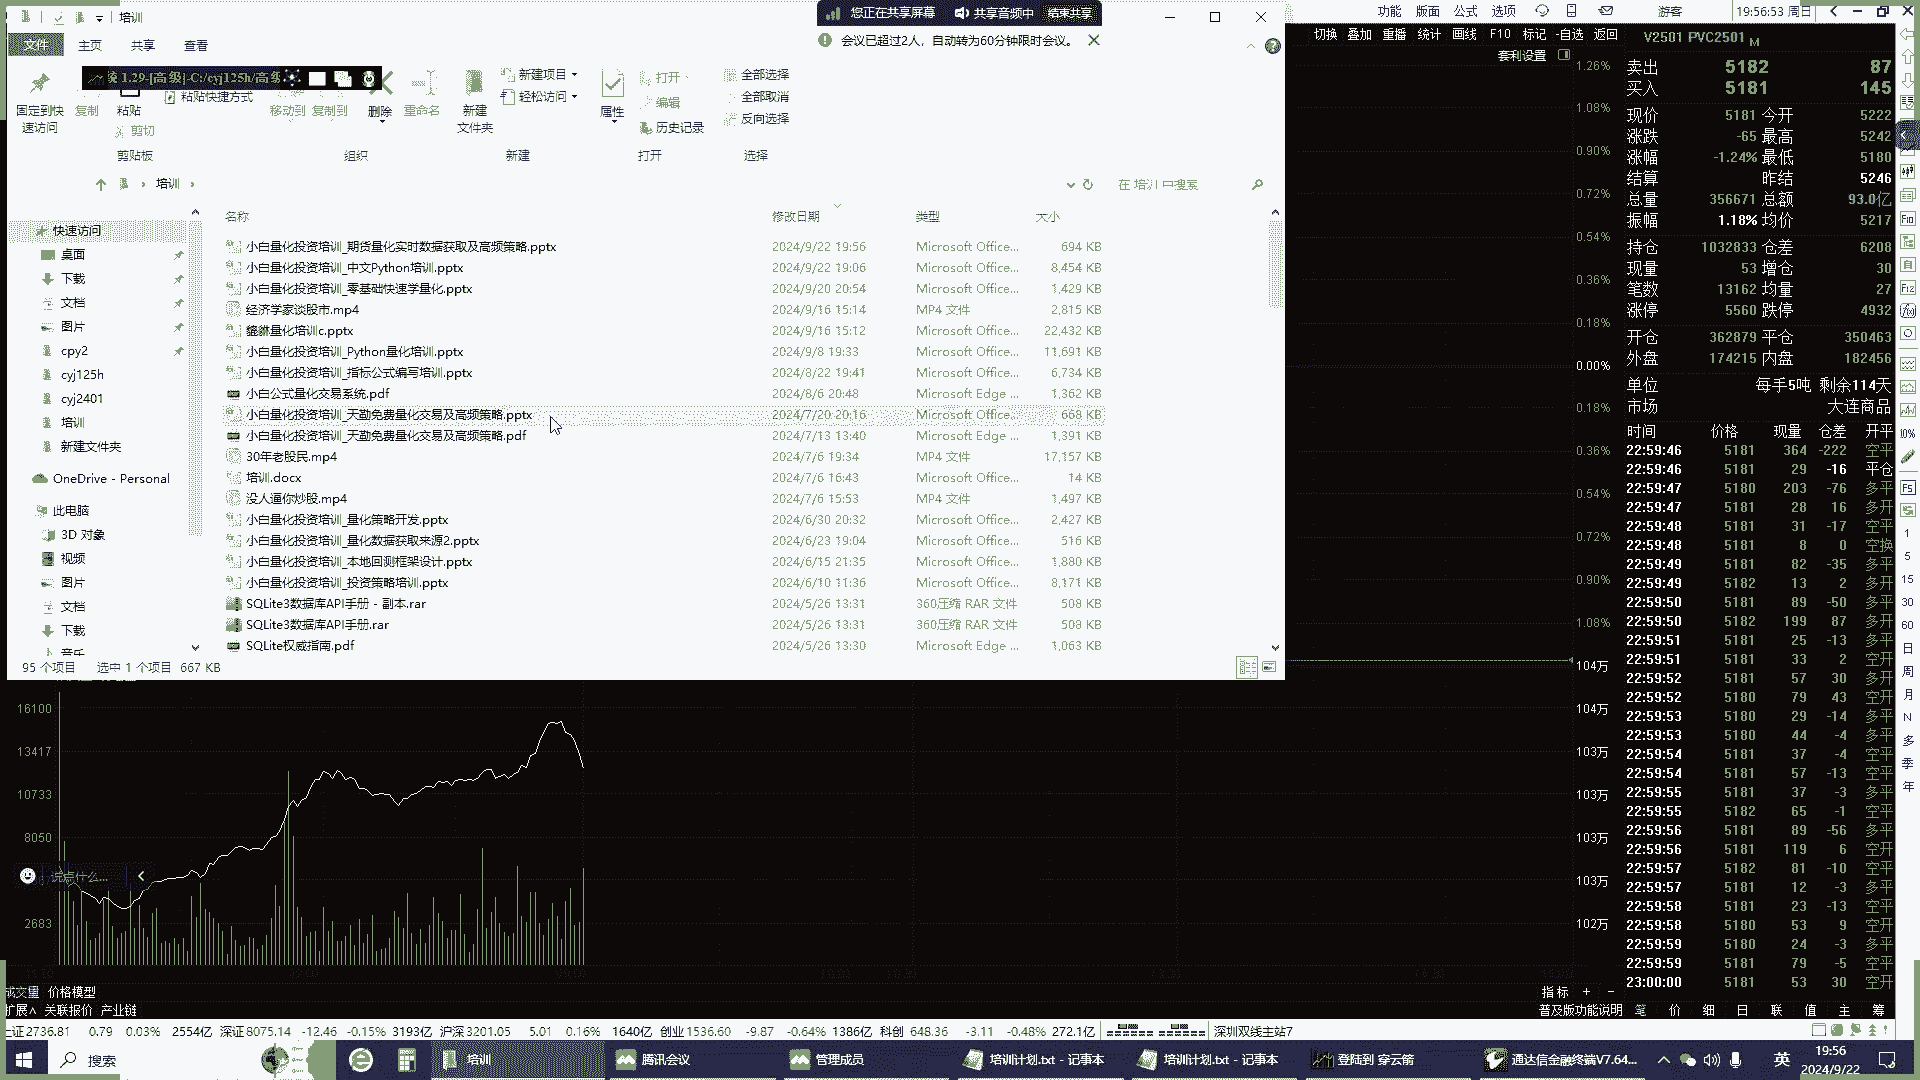 培训
您正在共享屏幕 共享音频中 结束共享
会议已超过2人，自动转为60分钟限时会议。
文件 主页 共享 查看
1.29-[高级]-C:/cyj125h/高级
固定到快速访问 复制 粘贴 粘贴快捷方式 剪切
移动到 复制到 删除 重命名 新建文件夹
新建项目 轻松访问 属性 打开 编辑 历史记录
全部选择 全部取消 反向选择
剪贴板 组织 新建 打开 选择
培训
在 培训 中搜索
名称 修改日期 类型 大小
小白量化投资培训_期货量化实时数据获取及高频策略.pptx 2024/9/22 19:56 Microsoft Office... 694 KB
小白量化投资培训_中文Python培训.pptx 2024/9/22 19:06 Microsoft Office... 8,454 KB
小白量化投资培训_零基础快速学量化.pptx 2024/9/20 20:54 Microsoft Office... 1,429 KB
经济学家谈股市.mp4 2024/9/16 15:14 MP4 文件 2,815 KB
貔貅量化培训c.pptx 2024/9/16 15:12 Microsoft Office... 22,432 KB
小白量化投资培训_Python量化培训.pptx 2024/9/8 19:33 Microsoft Office... 11,691 KB
小白量化投资培训_指标公式编写培训.pptx 2024/8/22 19:41 Microsoft Office... 6,734 KB
小白公式量化交易系统.pdf 2024/8/6 20:48 Microsoft Edge ... 1,362 KB
小白量化投资培训_天勤免费量化交易及高频策略.pptx 2024/7/20 20:16 Microsoft Office... 668 KB
小白量化投资培训_天勤免费量化交易及高频策略.pdf 2024/7/13 13:40 Microsoft Edge ... 1,391 KB
30年老股民.mp4 2024/7/6 19:34 MP4 文件 17,157 KB
培训.docx 2024/7/6 16:43 Microsoft Office... 14 KB
没人逼你炒股.mp4 2024/7/6 15:53 MP4 文件 1,497 KB
小白量化投资培训_量化策略开发.pptx 2024/6/30 20:32 Microsoft Office... 2,427 KB
小白量化投资培训_量化数据获取来源2.pptx 2024/6/23 19:04 Microsoft Office... 516 KB
小白量化投资培训_本地回测框架设计.pptx 2024/6/15 21:35 Microsoft Office... 1,880 KB
小白量化投资培训_投资策略培训.pptx 2024/6/10 11:36 Microsoft Office... 8,171 KB
SQLite3数据库API手册 - 副本.rar 2024/5/26 13:31 360压缩 RAR 文件 508 KB
SQLite3数据库API手册.rar 2024/5/26 13:31 360压缩 RAR 文件 508 KB
SQLite权威指南.pdf 2024/5/26 13:30 Microsoft Edge ... 1,063 KB
快速访问
桌面
下载
文档
图片
cpy2
cyj125h
cyj2401
培训
新建文件夹
OneDrive - Personal
此电脑
3D 对象
视频
图片
文档
下载
音乐
95 个项目 选中 1 个项目 667 KB
功能 版面 公式 选项 游客 19:56:53 周日
切换 叠加 重播 统计 画线 F10 标记 -自选 返回
套利设置
V2501 PVC2501 M
卖出 5182 87
买入 5181 145
现价 5181 今开 5222
涨跌 -65 最高 5242
涨幅 -1.24% 最低 5180
结算 昨结 5246
总量 356671 总额 93.0亿
振幅 1.18% 均价 5217
持仓 1032833 仓差 6208
现量 53 增仓 30
笔数 13162 均量 27
涨停 5560 跌停 4932
开仓 362879 平仓 350463
外盘 174215 内盘 182456
单位 每手5吨 剩余114天
市场 大连商品
时间 价格 现量 仓差 开平
22:59:46 5181 364 -222 空平
22:59:46 5181 29 -16 平仓
22:59:47 5180 203 -76 多平
22:59:47 5181 28 16 多开
22:59:48 5181 31 -17 空平
22:59:48 5181 8 0 空换
22:59:49 5181 82 -35 多平
22:59:49 5182 13 2 多开
22:59:50 5181 89 -50 多平
22:59:50 5182 199 87 多开
22:59:51 5181 25 -13 多平
22:59:51 5181 33 2 空开
22:59:52 5181 57 30 多开
22:59:52 5180 79 43 空开
22:59:53 5180 29 -14 多平
22:59:53 5180 44 -4 多平
22:59:54 5181 37 -4 空平
22:59:54 5181 57 -13 空平
22:59:55 5181 37 -3 多平
22:59:55 5182 65 -1 空平
22:59:56 5181 89 -56 多平
22:59:56 5181 119 6 空开
22:59:57 5182 81 -10 空平
22:59:57 5181 12 -3 多平
22:59:58 5181 23 -13 空平
22:59:58 5180 53 9 空开
22:59:59 5180 24 -3 多平
22:59:59 5181 79 -5 空平
23:00:00 5181 53 30 空开
1.26%
1.08%
0.90%
0.72%
0.54%
0.36%
0.18%
0.00%
0.18%
0.36%
0.54%
0.72%
0.90%
1.08%
104万
104万
103万
103万
103万
103万
102万
16100
13417
10733
8050
2683
说点什么...
F10
F12
10%
F5
1
5
15
30
60
日
周
月
N
多
季
年
成交量 价格模型
指标 + -
扩展∧ 关联报价 产业链
普及版功能说明 笔 价 细 日 联 值 主 筹
上证2736.81 0.79 0.03% 2554亿 深证8075.14 -12.46 -0.15% 3193亿 沪深3201.05 5.01 0.16% 1640亿 创业1536.60 -9.87 -0.64% 1386亿 科创 648.36 -3.11 -0.48% 272.1亿 深圳双线主站7
搜索 培训 腾讯会议 管理成员 培训计划.txt - 记事本 培训计划.txt - 记事本 登陆到 穿云箭 通达信金融终端V7.64... 英 19:56
2024/9/22